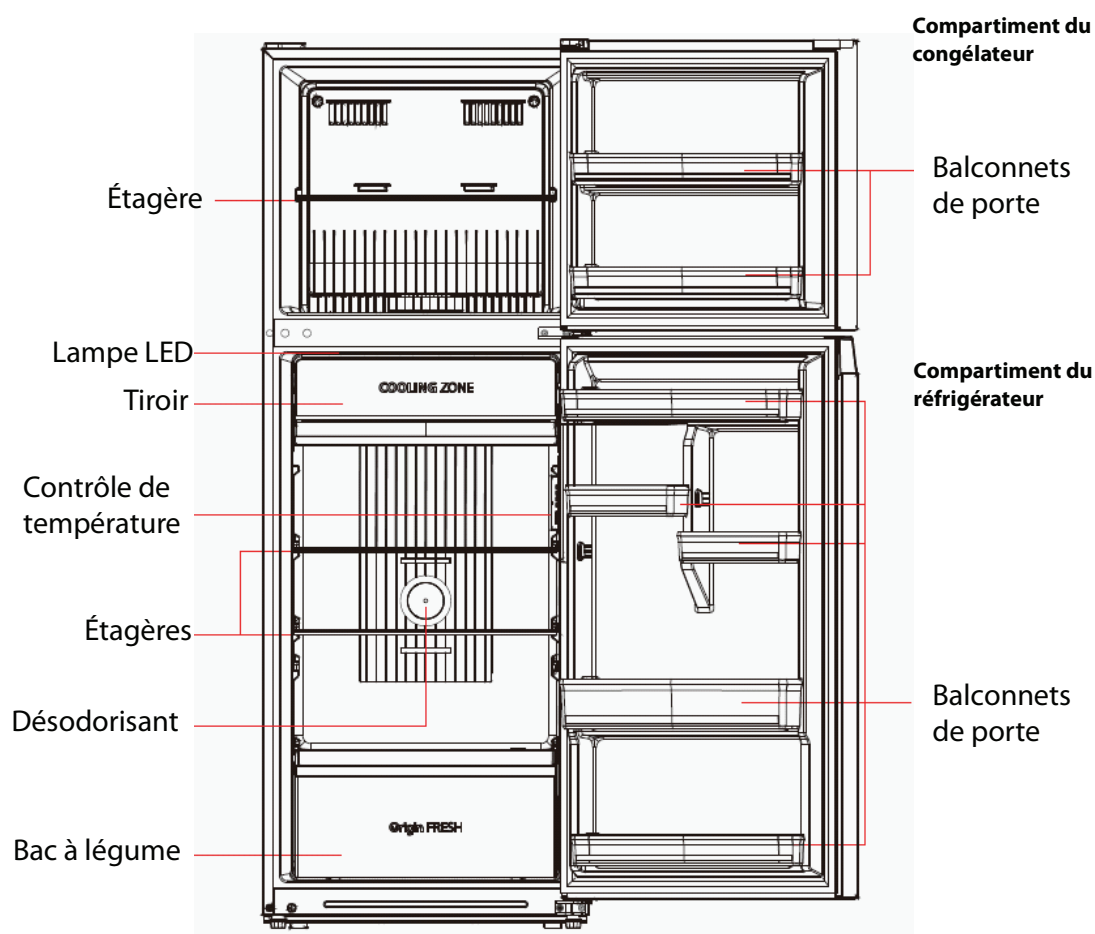 Compartiment du
congélateur
Étagère
Balconnets
de porte
Lampe LED
Compartiment du
réfrigérateur
COOLING ZONE
Tiroir
Contrôle de
température
Étagères
Désodorisant
Balconnets
de porte
Origin FRESH
Bac à légume